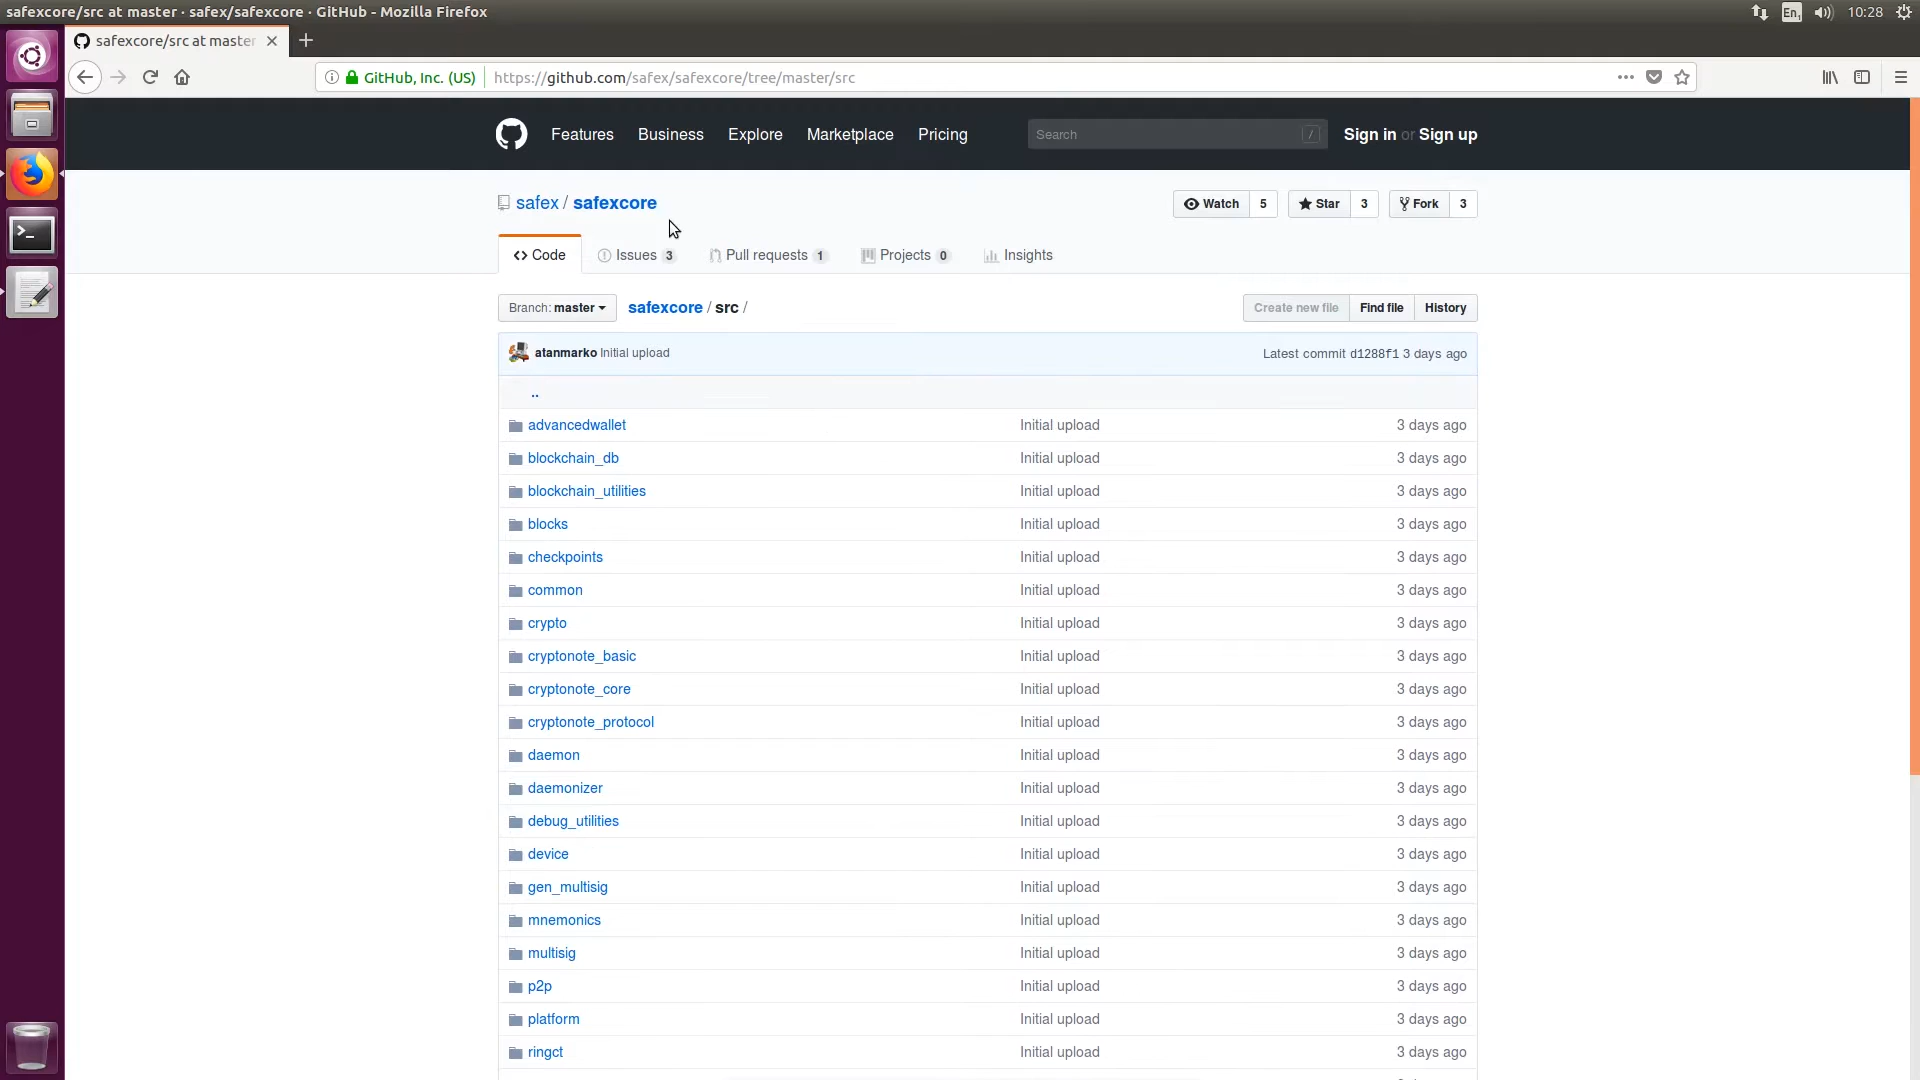 safexcore/src at master · safex/safexcore · GitHub - Mozilla Firefox
En1
10:28
safexcore/src at master
GitHub, Inc. (US)
https://github.com/safex/safexcore/tree/master/src
Features
Business
Explore
Marketplace
Pricing
Search
/
Sign in or Sign up
safex / safexcore
Watch 5
Star 3
Fork 3
Code
Issues 3
Pull requests 1
Projects 0
Insights
Branch: master
safexcore / src /
Create new file
Find file
History
atanmarko Initial upload
Latest commit d1288f1 3 days ago
..
advancedwallet Initial upload 3 days ago
blockchain_db Initial upload 3 days ago
blockchain_utilities Initial upload 3 days ago
blocks Initial upload 3 days ago
checkpoints Initial upload 3 days ago
common Initial upload 3 days ago
crypto Initial upload 3 days ago
cryptonote_basic Initial upload 3 days ago
cryptonote_core Initial upload 3 days ago
cryptonote_protocol Initial upload 3 days ago
daemon Initial upload 3 days ago
daemonizer Initial upload 3 days ago
debug_utilities Initial upload 3 days ago
device Initial upload 3 days ago
gen_multisig Initial upload 3 days ago
mnemonics Initial upload 3 days ago
multisig Initial upload 3 days ago
p2p Initial upload 3 days ago
platform Initial upload 3 days ago
ringct Initial upload 3 days ago